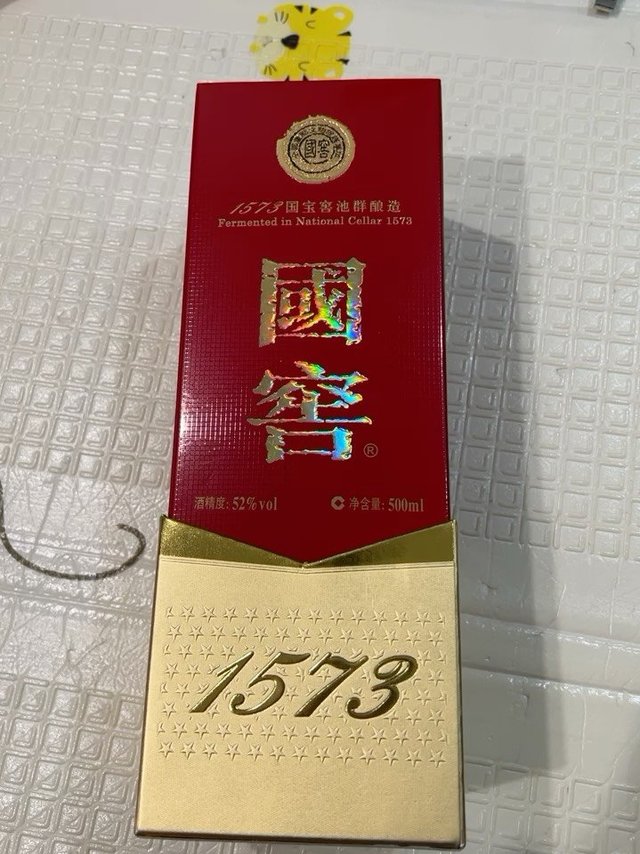 1573国宝窖池群酿造
Fermented in National Cellar 1573
國
窖
®
酒精度: 52%vol
净含量: 500ml
1573